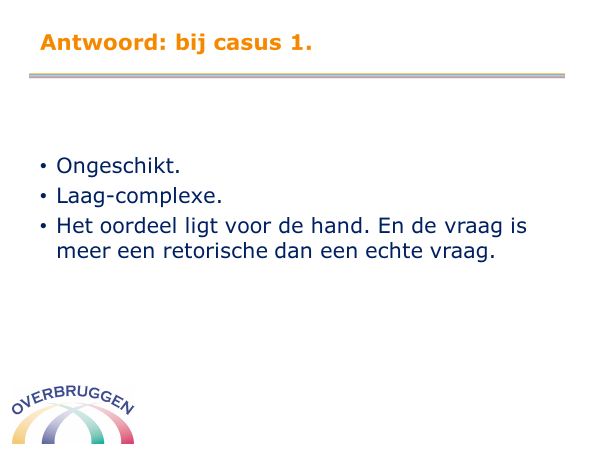 Antwoord: bij casus 1.
• Ongeschikt.
• Laag-complexe.
• Het oordeel ligt voor de hand. En de vraag is
meer een retorische dan een echte vraag.
OVERBRUGGEN